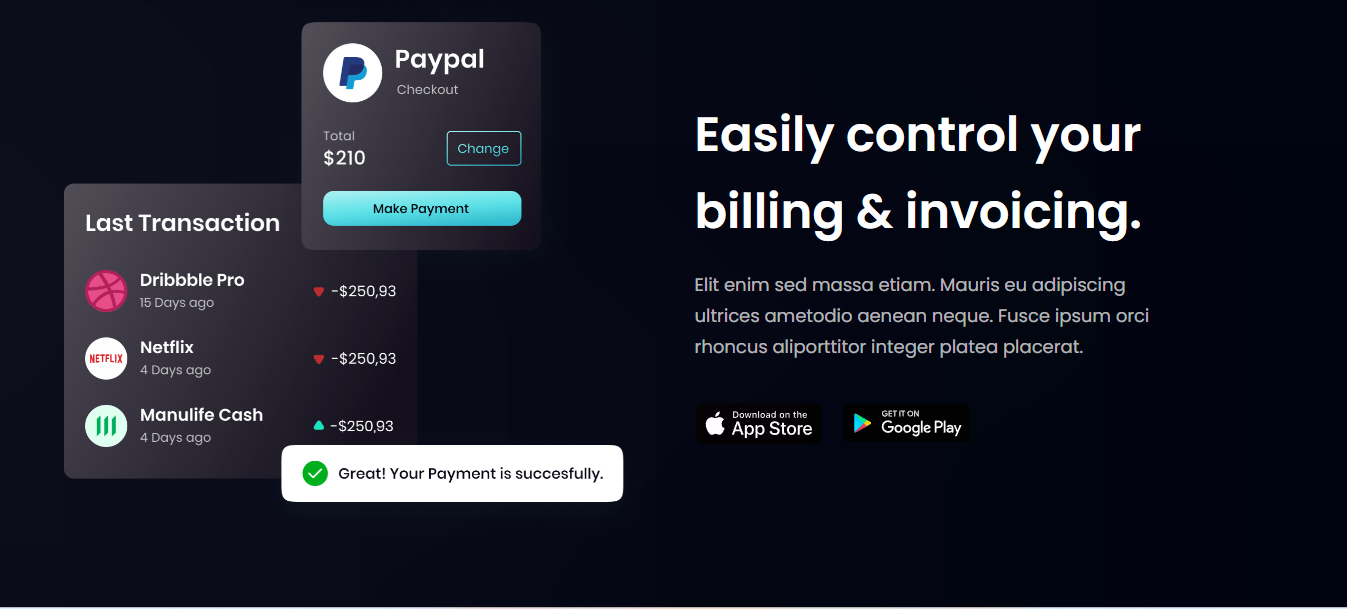 Paypal
Checkout
Total
$210
Change
Make Payment
Last Transaction
Dribbble Pro
15 Days ago
-$250,93
NETFLIX
Netflix
4 Days ago
-$250,93
Manulife Cash
4 Days ago
-$250,93
Great! Your Payment is succesfully.
Easily control your
billing & invoicing.
Elit enim sed massa etiam. Mauris eu adipiscing
ultrices ametodio aenean neque. Fusce ipsum orci
rhoncus aliporttitor integer platea placerat.
Download on the
App Store
GET IT ON
Google Play